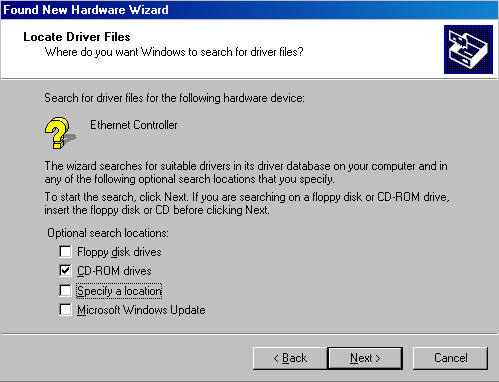 Found New Hardware Wizard
Locate Driver Files
Where do you want Windows to search for driver files?
Search for driver files for the following hardware device:
Ethernet Controller
The wizard searches for suitable drivers in its driver database on your computer and in
any of the following optional search locations that you specify.
To start the search, click Next. If you are searching on a floppy disk or CD-ROM drive,
insert the floppy disk or CD before clicking Next.
Optional search locations:
Floppy disk drives
CD-ROM drives
Specify a location
Microsoft Windows Update
< Back Next > Cancel